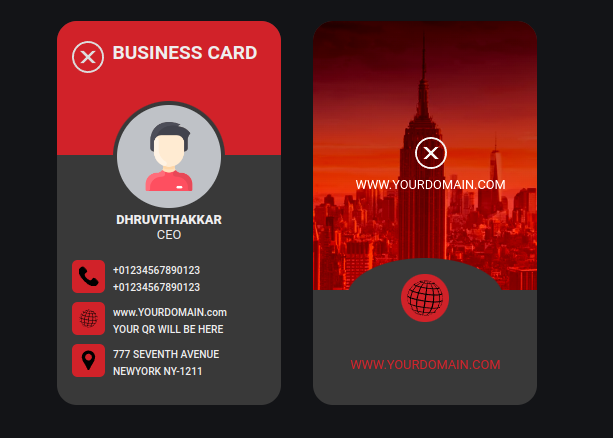 BUSINESS CARD
DHRUVITHAKKAR
CEO
+01234567890123
+01234567890123
www.YOURDOMAIN.com
YOUR QR WILL BE HERE
777 SEVENTH AVENUE
NEWYORK NY-1211
WWW.YOURDOMAIN.COM
WWW.YOURDOMAIN.COM